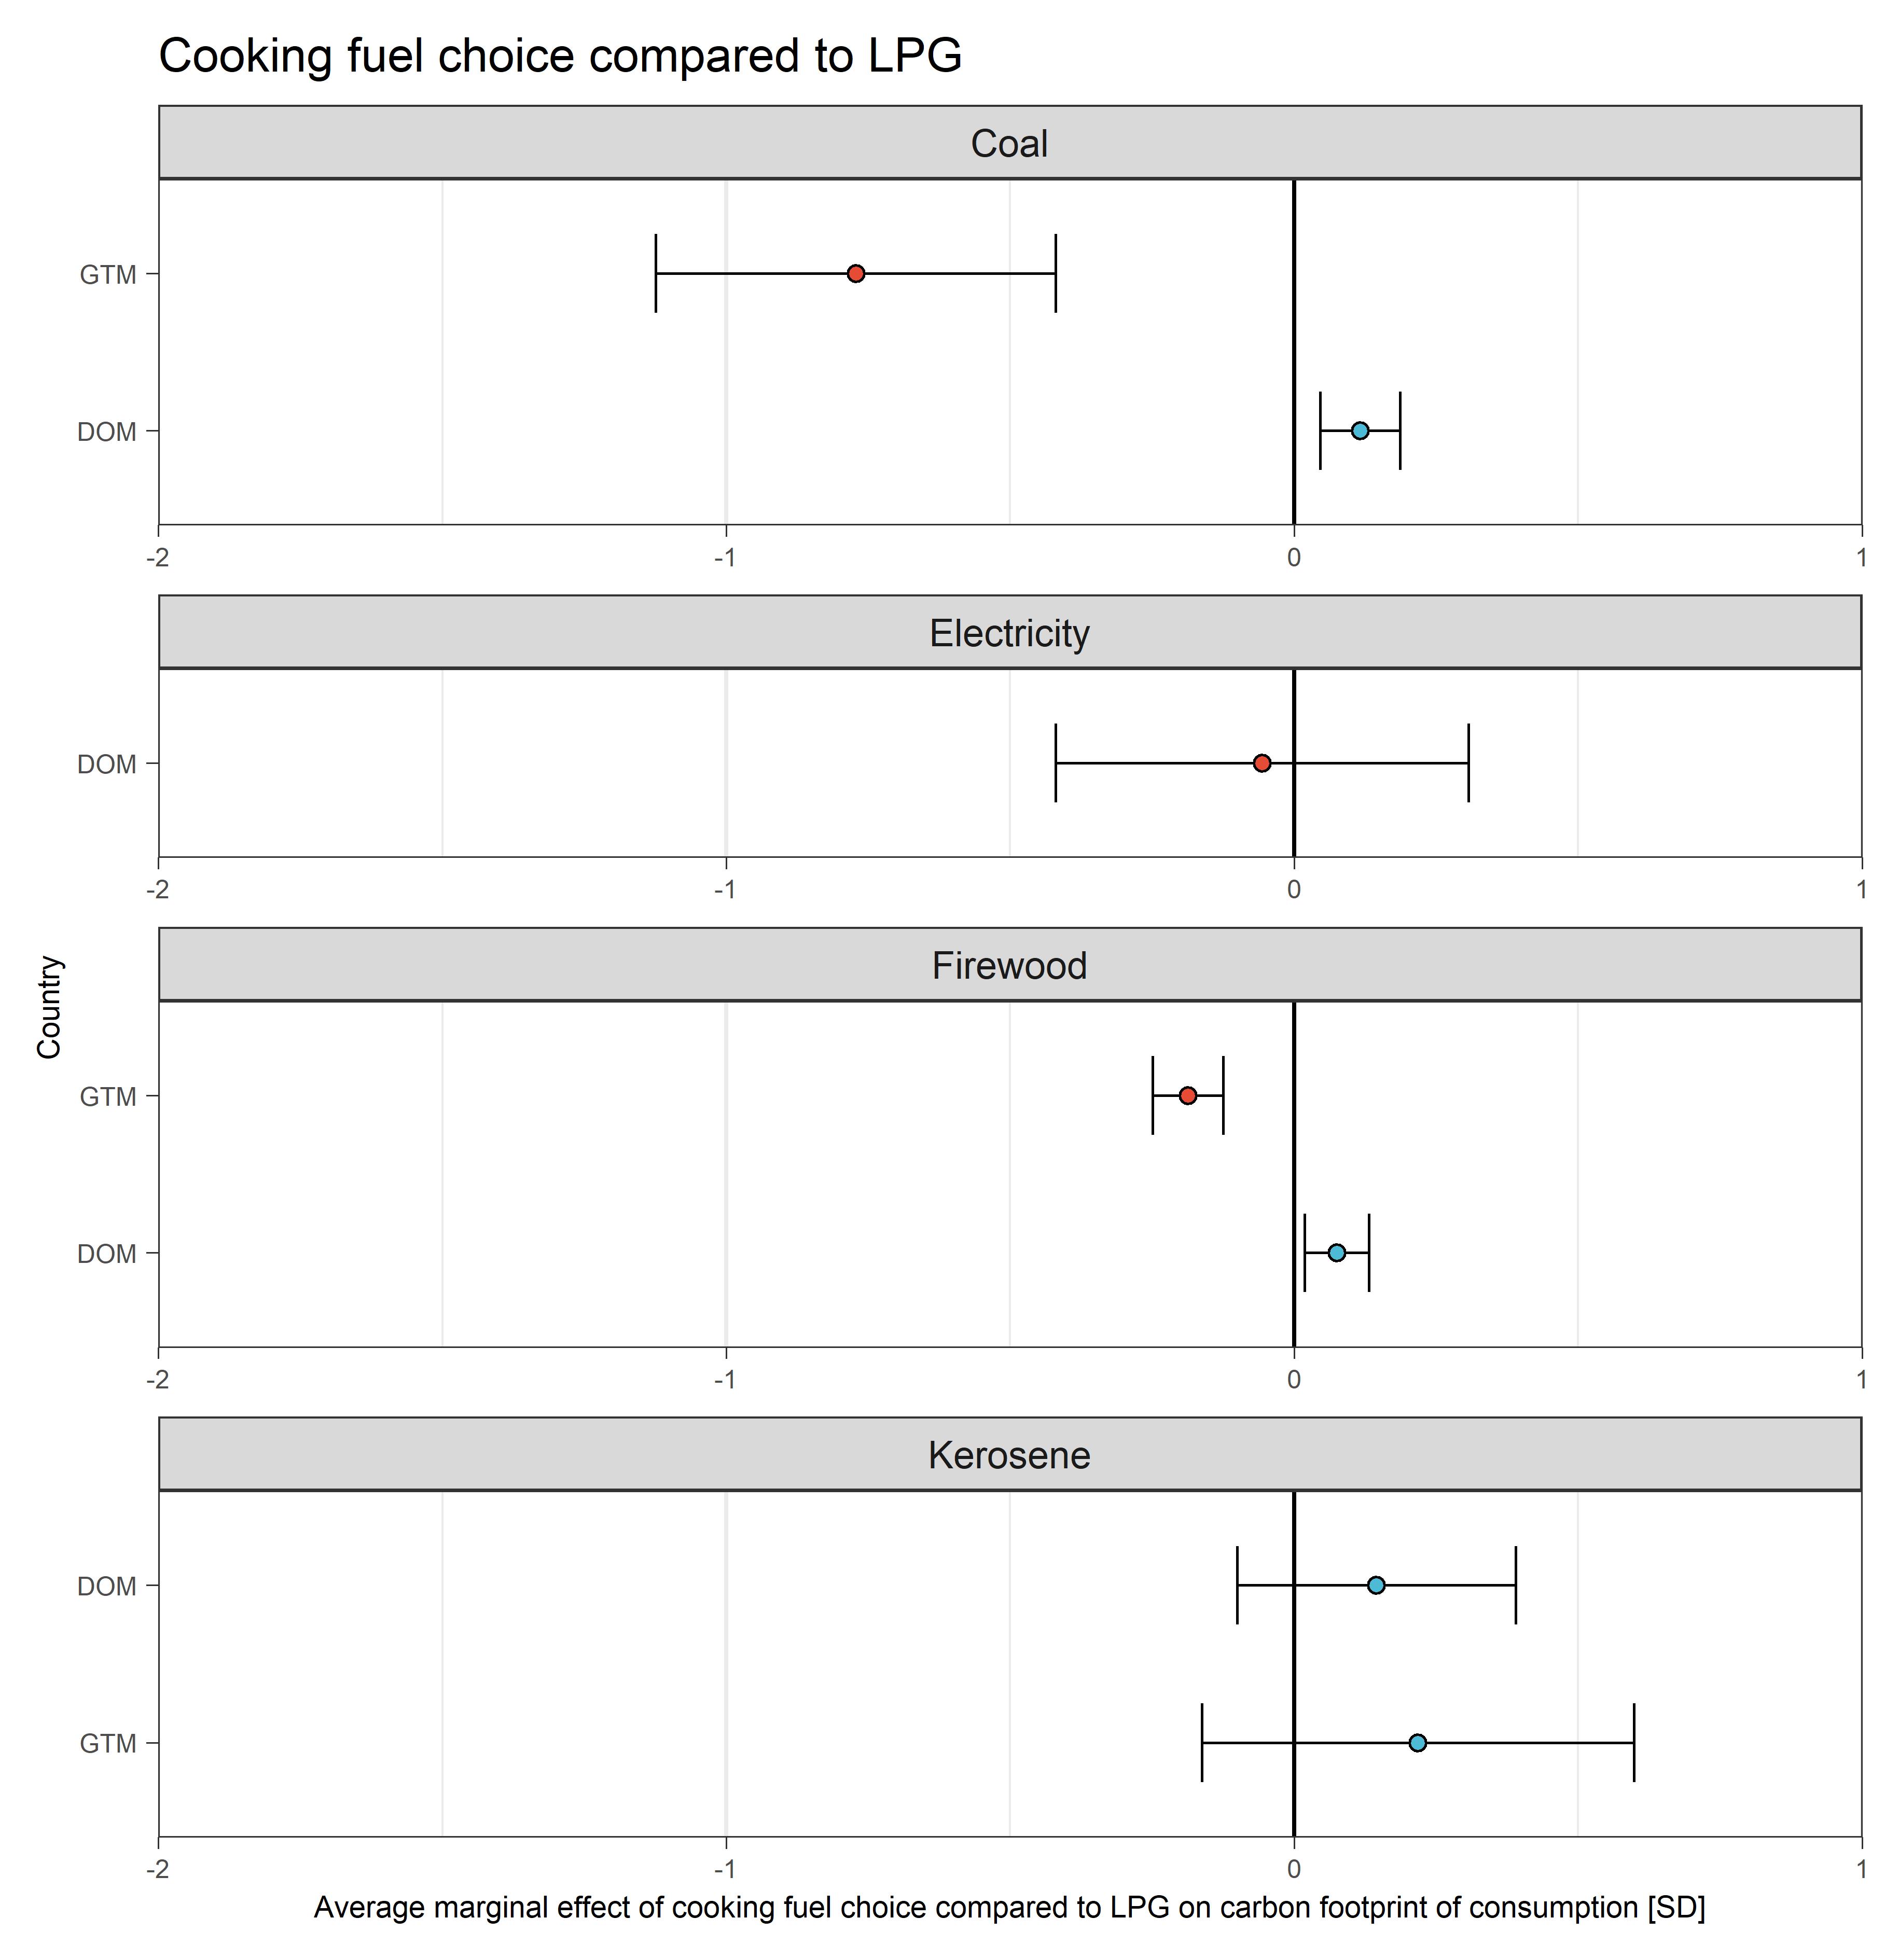 Cooking fuel choice compared to LPG
Coal
GTM
DOM
-2 -1 0 1
Electricity
DOM
-2 -1 0 1
Firewood
Country
GTM
DOM
-2 -1 0 1
Kerosene
DOM
GTM
-2 -1 0 1
Average marginal effect of cooking fuel choice compared to LPG on carbon footprint of consumption [SD]